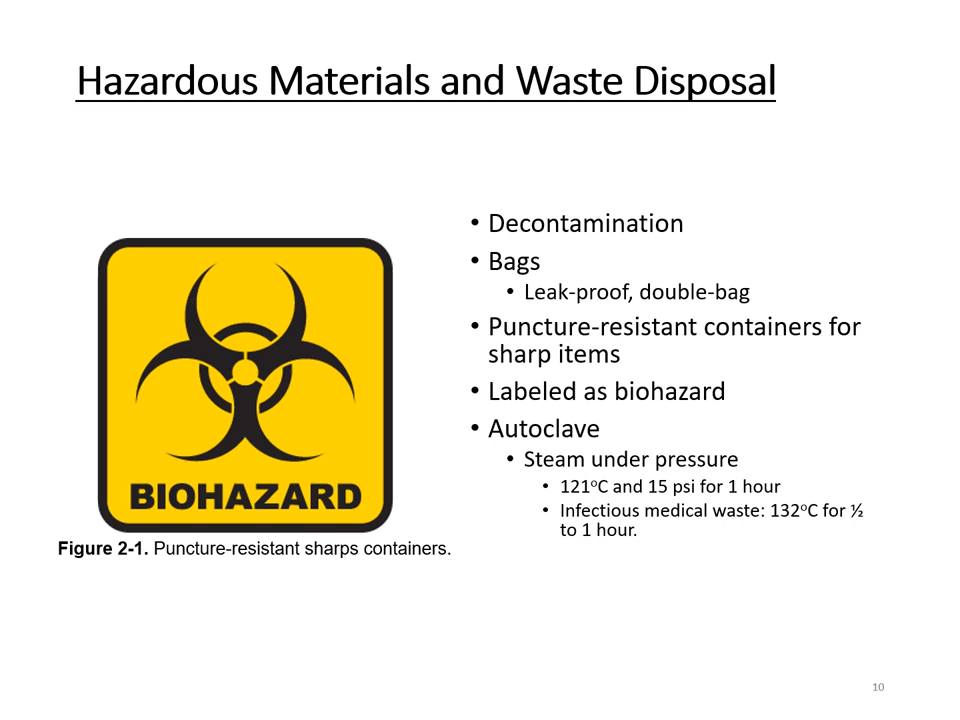 Hazardous Materials and Waste Disposal
• Decontamination
• Bags
• Leak-proof, double-bag
• Puncture-resistant containers for
sharp items
• Labeled as biohazard
• Autoclave
• Steam under pressure
• 121°C and 15 psi for 1 hour
• Infectious medical waste: 132°C for ½
to 1 hour.
BIOHAZARD
Figure 2-1. Puncture-resistant sharps containers.
10